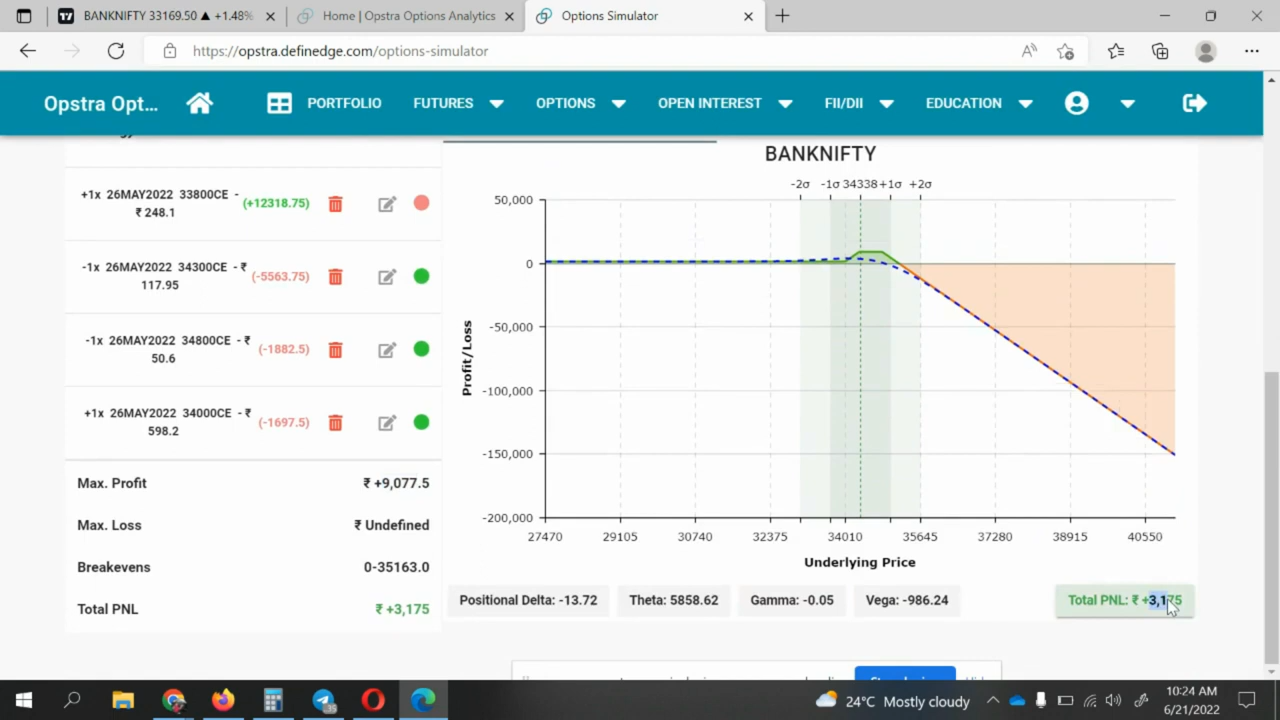 BANKNIFTY 33169.50 ▲ +1.48%
Home | Opstra Options Analytics
Options Simulator
https://opstra.definedge.com/options-simulator
Opstra Opt...
PORTFOLIO
FUTURES
OPTIONS
OPEN INTEREST
FII/DII
EDUCATION
+1x 26MAY2022 33800CE -
₹ 248.1
(+12318.75)
-1x 26MAY2022 34300CE - ₹
117.95
(-5563.75)
-1x 26MAY2022 34800CE - ₹
50.6
(-1882.5)
+1x 26MAY2022 34000CE - ₹
598.2
(-1697.5)
Max. Profit ₹ +9,077.5
Max. Loss ₹ Undefined
Breakevens 0-35163.0
Total PNL ₹ +3,175
BANKNIFTY
-2σ -1σ 34338 +1σ +2σ
50,000
0
-50,000
-100,000
-150,000
-200,000
Profit/Loss
27470 29105 30740 32375 34010 35645 37280 38915 40550
Underlying Price
Positional Delta: -13.72
Theta: 5858.62
Gamma: -0.05
Vega: -986.24
Total PNL: ₹ +3,175
24°C Mostly cloudy
10:24 AM
6/21/2022